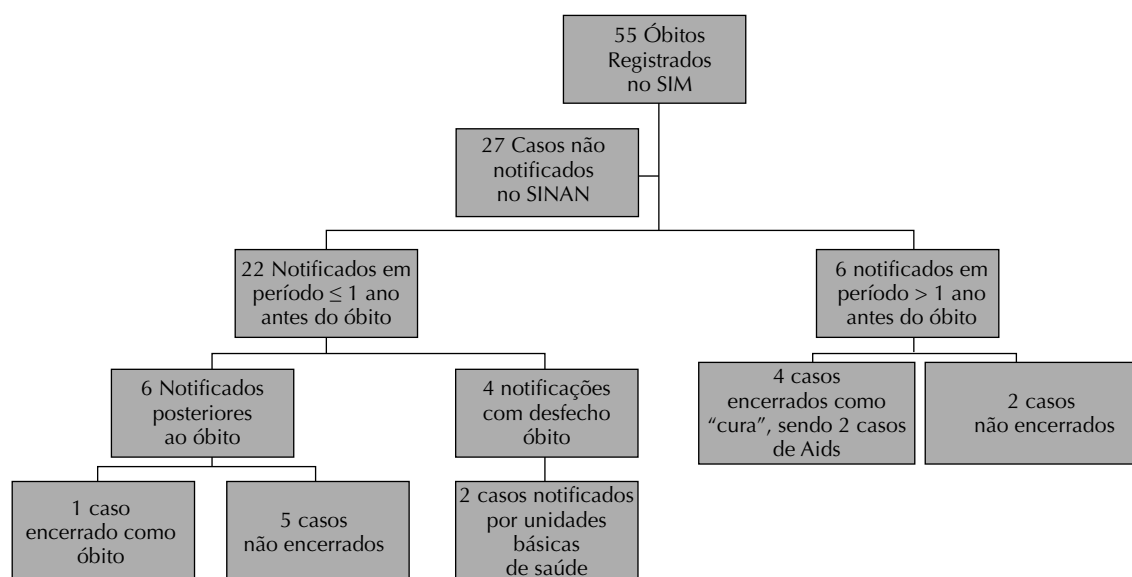 55 Óbitos
Registrados
no SIM
27 Casos não
notificados
no SINAN
22 Notificados em
período ≤ 1 ano
antes do óbito
6 notificados em
período > 1 ano
antes do óbito
6 Notificados
posteriores
ao óbito
4 notificações
com desfecho
óbito
4 casos
encerrados como
“cura”, sendo 2 casos
de Aids
2 casos
não encerrados
1 caso
encerrado como
óbito
5 casos
não encerrados
2 casos notificados
por unidades
básicas
de saúde